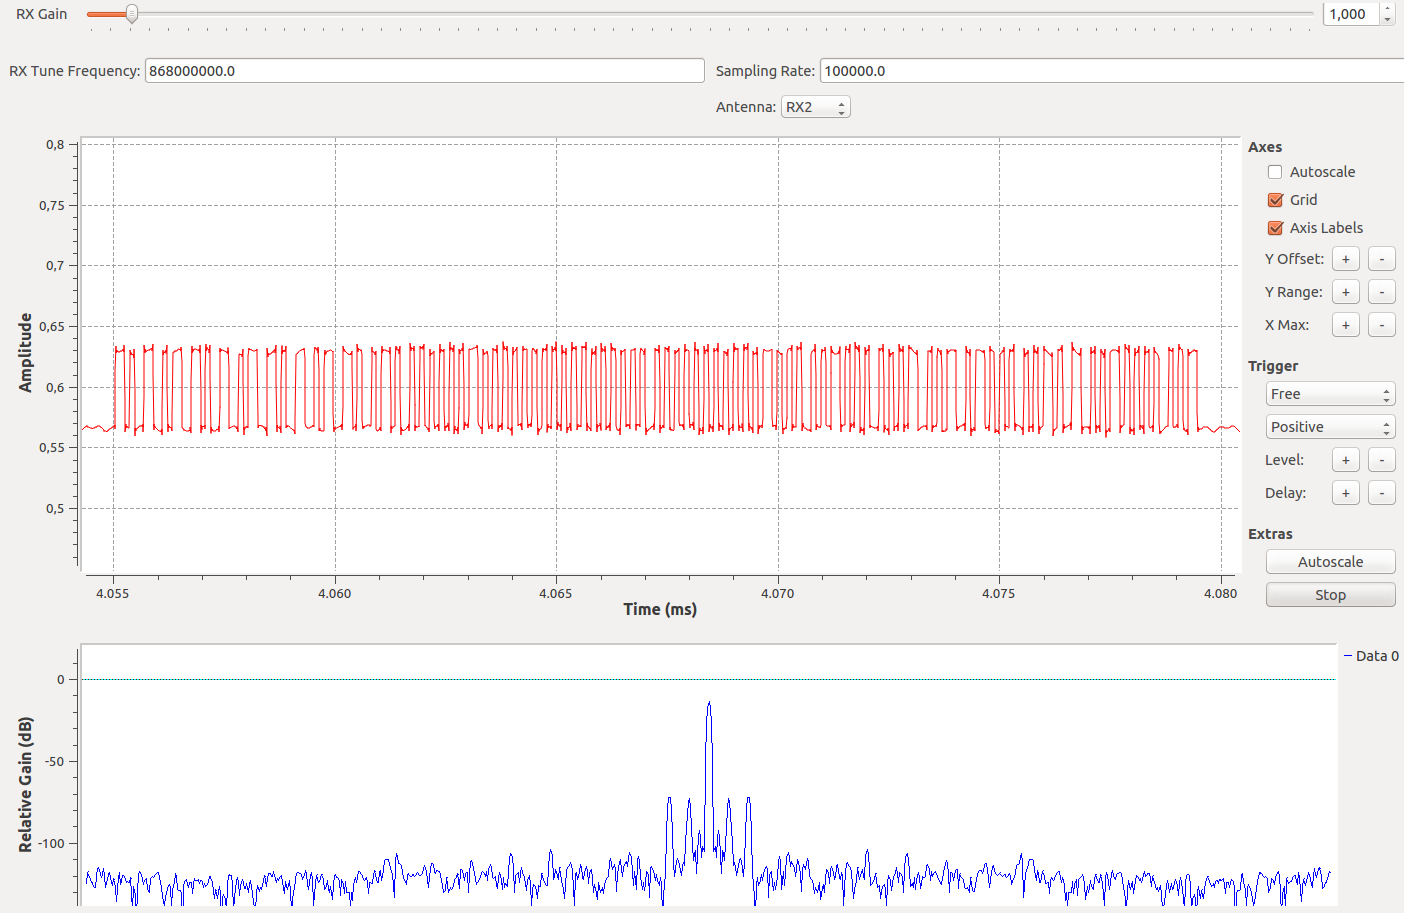 RX Gain 1,000
RX Tune Frequency: 868000000.0 Sampling Rate: 100000.0
Antenna: RX2
0,8
0,75
0,7
0,65
0,6
0,55
0,5
Amplitude
4.055 4.060 4.065 4.070 4.075 4.080
Time (ms)
Axes
Autoscale
Grid
Axis Labels
Y Offset: + -
Y Range: + -
X Max: + -
Trigger
Free
Positive
Level: + -
Delay: + -
Extras
Autoscale
Stop
0
-50
-100
Relative Gain (dB)
Data 0